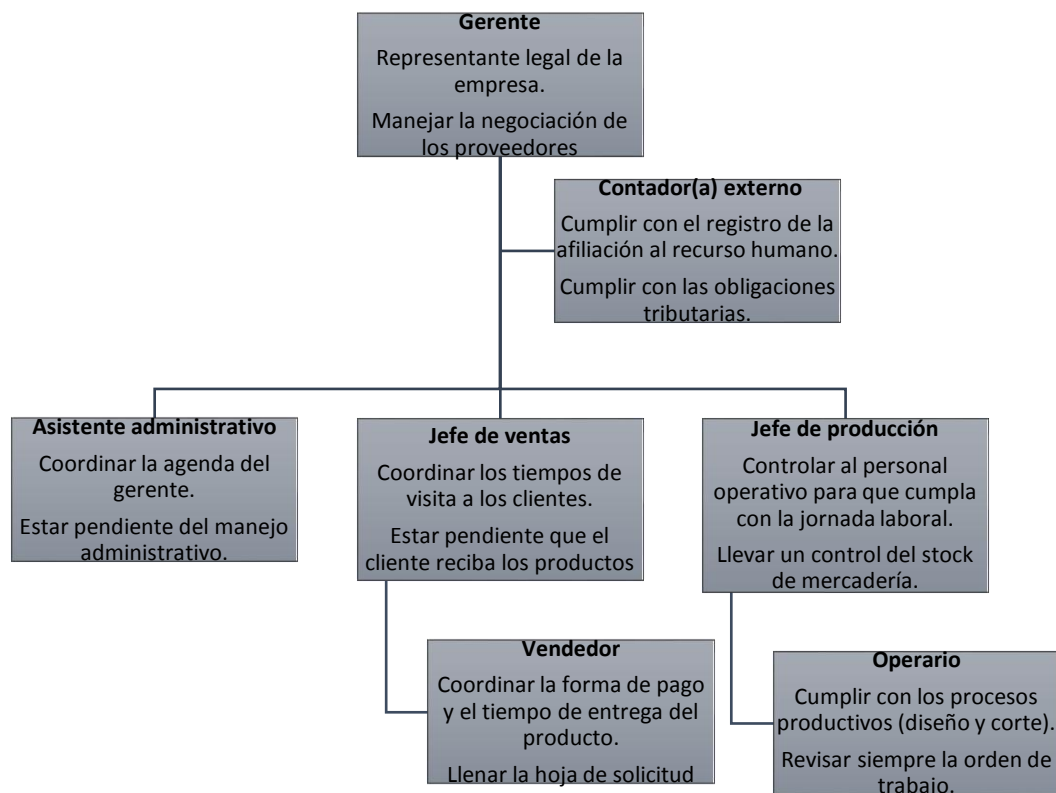 Gerente
Representante legal de la
empresa.
Manejar la negociación de
los proveedores
Contador(a) externo
Cumplir con el registro de la
afiliación al recurso humano.
Cumplir con las obligaciones
tributarias.
Asistente administrativo
Coordinar la agenda del
gerente.
Estar pendiente del manejo
administrativo.
Jefe de ventas
Coordinar los tiempos de
visita a los clientes.
Estar pendiente que el
cliente reciba los productos
Jefe de producción
Controlar al personal
operativo para que cumpla
con la jornada laboral.
Llevar un control del stock
de mercadería.
Vendedor
Coordinar la forma de pago
y el tiempo de entrega del
producto.
Llenar la hoja de solicitud
Operario
Cumplir con los procesos
productivos (diseño y corte).
Revisar siempre la orden de
trabajo.